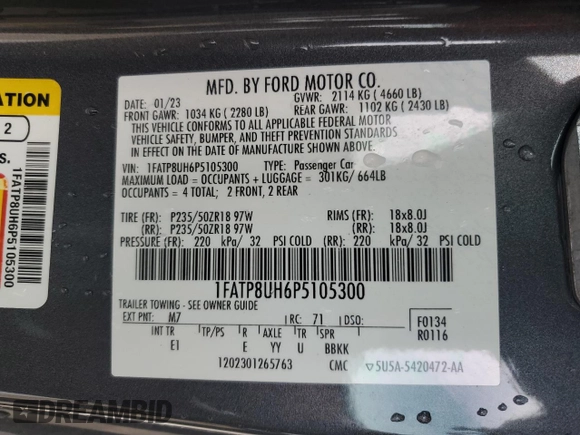 MFD. BY FORD MOTOR CO.
DATE: 01/23 GVWR: 2114 KG ( 4660 LB)
FRONT GAWR: 1034 KG ( 2280 LB) REAR GAWR: 1102 KG ( 2430 LB)
THIS VEHICLE CONFORMS TO ALL APPLICABLE FEDERAL MOTOR
VEHICLE SAFETY, BUMPER, AND THEFT PREVENTION STANDARDS
IN EFFECT ON THE DATE OF MANUFACTURE SHOWN ABOVE.
VIN: 1FATP8UH6P5105300 TYPE: Passenger Car
MAXIMUM LOAD = OCCUPANTS + LUGGAGE = 301KG/ 664LB
OCCUPANTS = 4 TOTAL; 2 FRONT, 2 REAR
TIRE (FR): P235/50ZR18 97W RIMS (FR): 18x8.0J
(RR): P235/50ZR18 97W (RR): 18x8.0J
PRESSURE (FR): 220 kPa/ 32 PSI COLD (RR): 220 kPa/ 32 PSI COLD
1FATP8UH6P5105300
TRAILER TOWING - SEE OWNER GUIDE
EXT PNT: M7 RC: 71 DSO: F0134
INT TR TP/PS R AXLE TR SPR R0116
E1 E YY U BBKK
1202301265763 CMC 5U5A-5420472-AA
ATION
2
s.
1FATP8UH6P5105300
DREAMBID